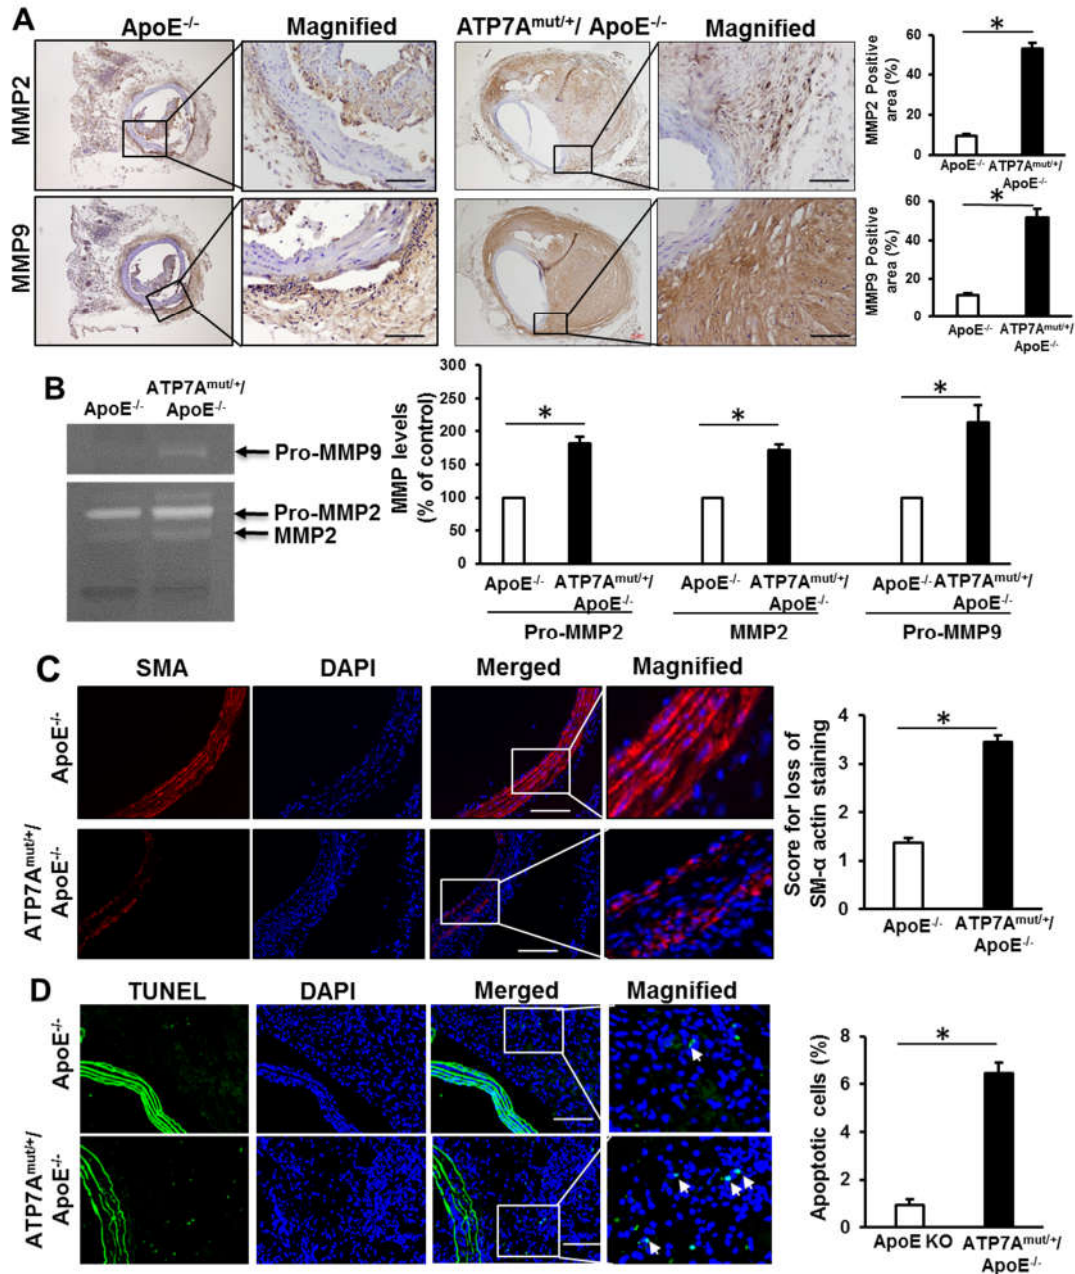 A
ApoE-/-
Magnified
ATP7Amut/+/ ApoE-/-
Magnified
MMP2
MMP9
MMP2 Positive
area (%)
60
40
20
0
*
ApoE-/- ATP7Amut/+/
ApoE-/-
MMP9 Positive
area (%)
60
40
20
0
*
ApoE-/- ATP7Amut/+/
ApoE-/-
B
ATP7Amut/+/
ApoE-/- ApoE-/-
Pro-MMP9
Pro-MMP2
MMP2
MMP levels
(% of control)
300
250
200
150
100
50
0
*
*
*
ApoE-/- ATP7Amut/+/
ApoE-/-
ApoE-/- ATP7Amut/+/
ApoE-/-
ApoE-/- ATP7Amut/+/
ApoE-/-
Pro-MMP2
MMP2
Pro-MMP9
C
SMA
DAPI
Merged
Magnified
ApoE-/-
ATP7Amut/+/
ApoE-/-
Score for loss of
SM-α actin staining
4
3
2
1
0
*
ApoE-/- ATP7Amut/+/
ApoE-/-
D
TUNEL
DAPI
Merged
Magnified
ApoE-/-
ATP7Amut/+/
ApoE-/-
Apoptotic cells (%)
8
6
4
2
0
*
ApoE KO ATP7Amut/+/
ApoE-/-